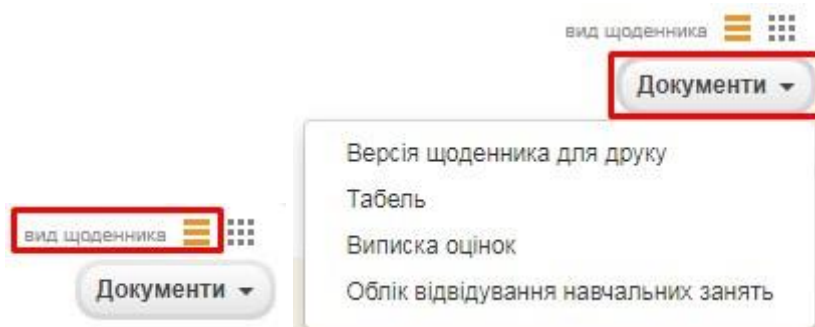 вид щоденника
Документи
Версія щоденника для друку
Табель
Виписка оцінок
Облік відвідування навчальних занять
вид щоденника
Документи